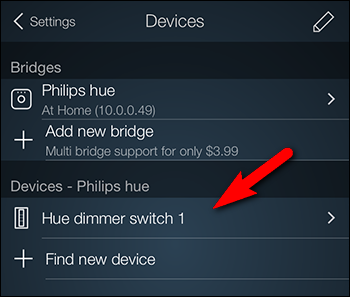 Settings
Devices
Bridges
Philips hue
At Home (10.0.0.49)
Add new bridge
Multi bridge support for only $3.99
Devices - Philips hue
Hue dimmer switch 1
Find new device